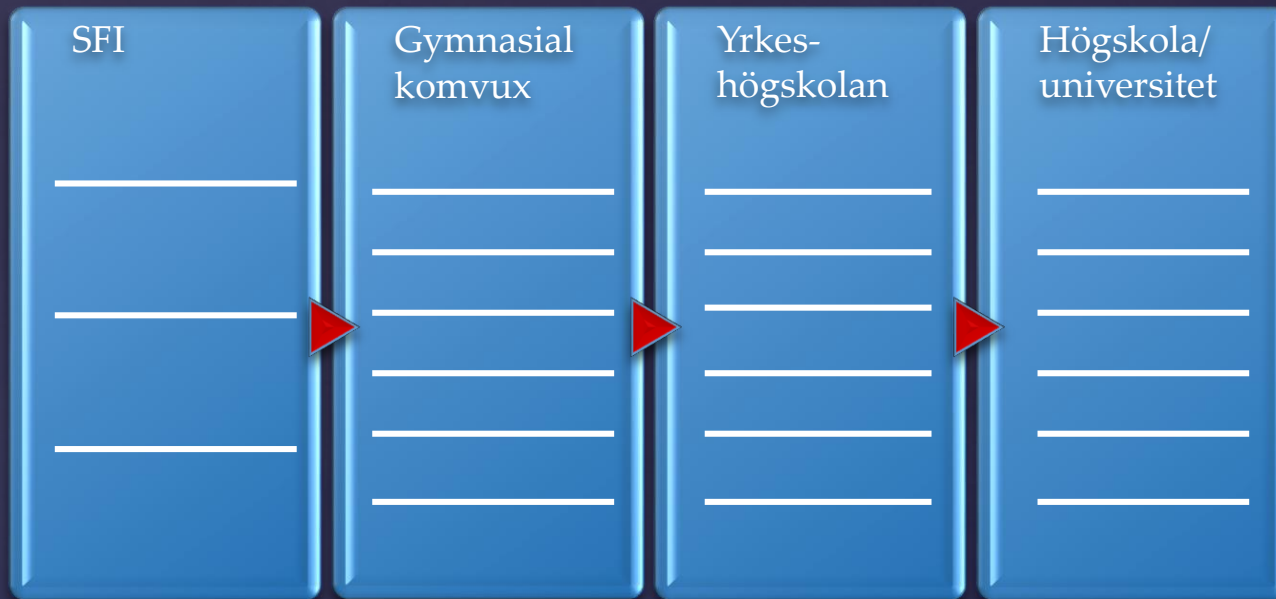 SFI
Gymnasial
komvux
Yrkes-
högskolan
Högskola/
universitet